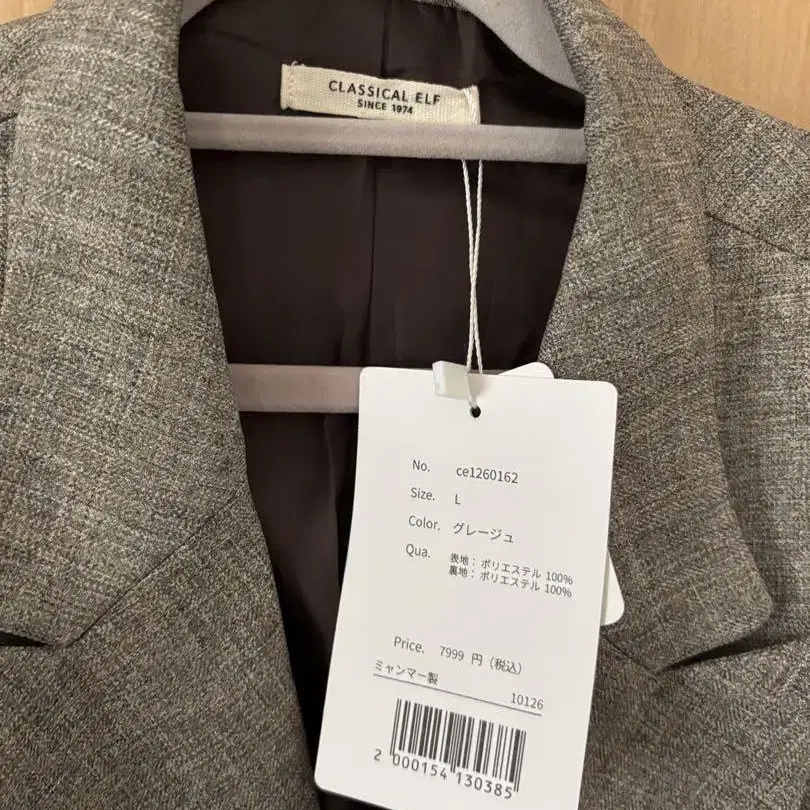 CLASSICAL ELF
SINCE 1974
No. ce1260162
Size. L
Color. グレージュ
Qua. 表地：ポリエステル 100%
裏地：ポリエステル 100%
Price. 7999 円（税込）
ミャンマー製
10126
2 000154 130385